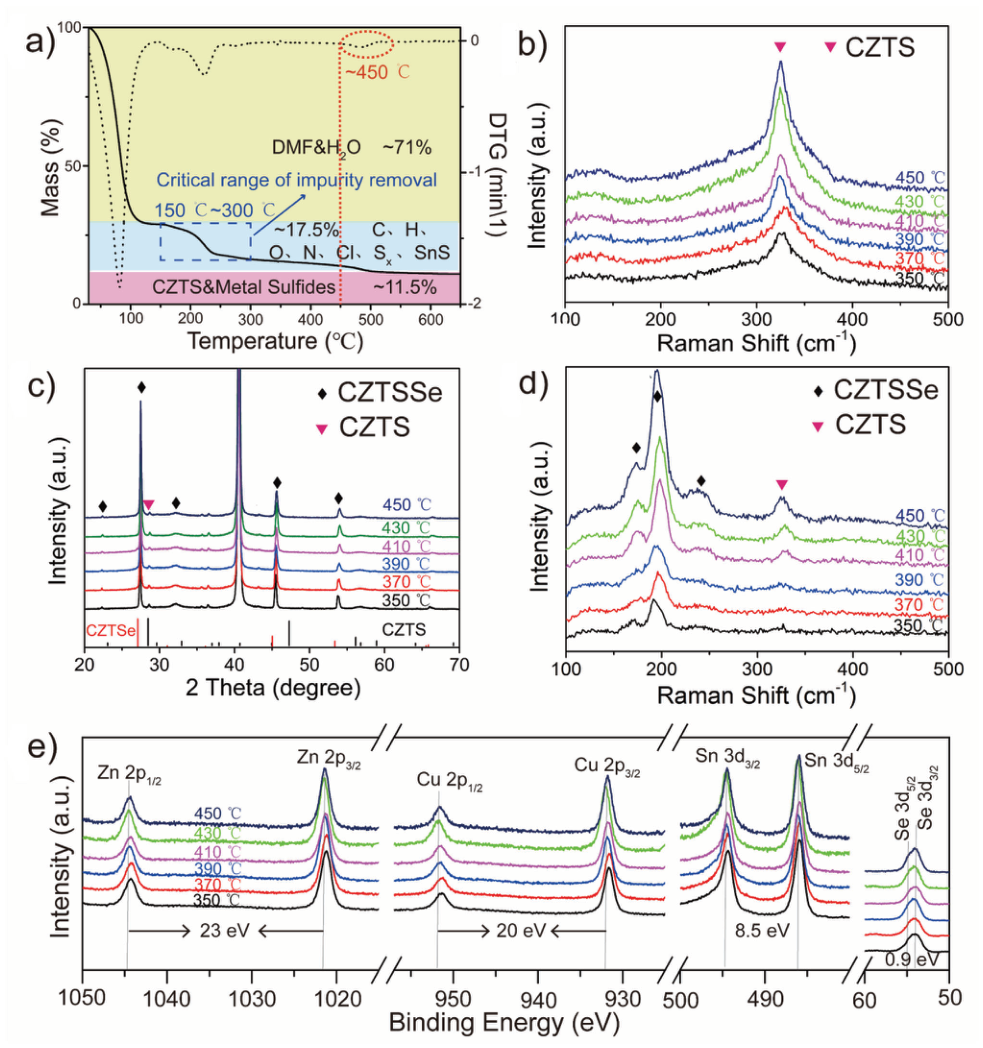 a)
100
50
0
Mass (%)
0
-1
-2
DTG (min\1)
~450 ℃
DMF&H2O ~71%
Critical range of impurity removal
150 ℃~300 ℃
~17.5% C、H、
O、N、Cl、Sx、SnS
CZTS&Metal Sulfides ~11.5%
100 200 300 400 500 600
Temperature (℃)
b)
CZTS
450 ℃
430 ℃
410 ℃
390 ℃
370 ℃
350 ℃
Intensity (a.u.)
100 200 300 400 500
Raman Shift (cm-1)
c)
CZTSSe
CZTS
450 ℃
430 ℃
410 ℃
390 ℃
370 ℃
350 ℃
CZTSe
CZTS
Intensity (a.u.)
20 30 40 50 60 70
2 Theta (degree)
d)
CZTSSe
CZTS
450 ℃
430 ℃
410 ℃
390 ℃
370 ℃
350 ℃
Intensity (a.u.)
100 200 300 400 500
Raman Shift (cm-1)
e)
Zn 2p1/2
Zn 2p3/2
Cu 2p1/2
Cu 2p3/2
Sn 3d3/2
Sn 3d5/2
Se 3d5/2
Se 3d3/2
450 ℃
430 ℃
410 ℃
390 ℃
370 ℃
350 ℃
23 eV
20 eV
8.5 eV
0.9 eV
Intensity (a.u.)
1050 1040 1030 1020 950 940 930 500 490 60 50
Binding Energy (eV)